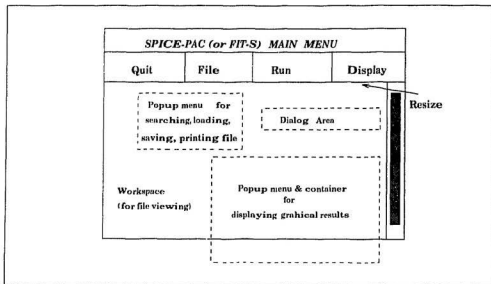 SPICE-PAC (or FIT-S) MAIN MENU
Quit File Run Display
Resize
Popup menu for
searching, loading,
saving, printing file
Dialog Area
Workspace
(for file viewing)
Popup menu & container
for
displaying grahical results